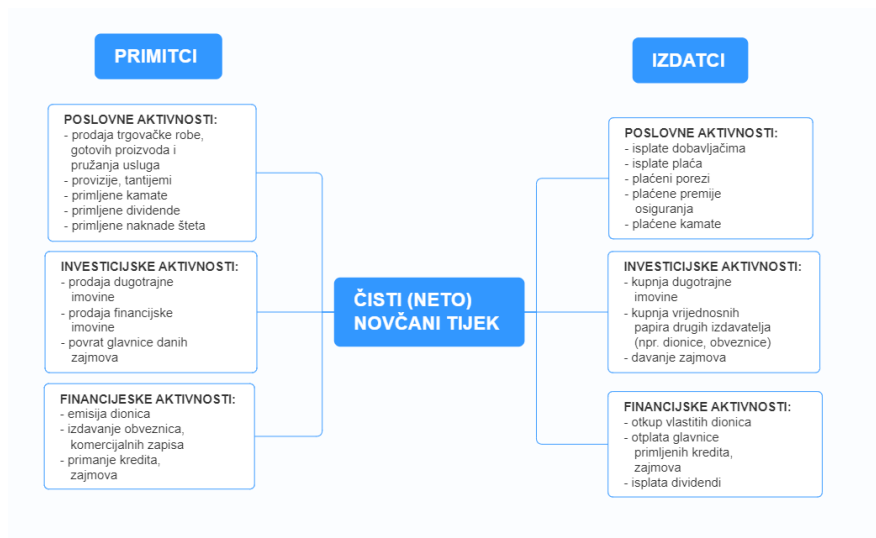 PRIMITCI
POSLOVNE AKTIVNOSTI:
- prodaja trgovačke robe,
gotovih proizvoda i
pružanja usluga
- provizije, tantijemi
- primljene kamate
- primljene dividende
- primljene naknade šteta
INVESTICIJSKE AKTIVNOSTI:
- prodaja dugotrajne
imovine
- prodaja financijske
imovine
- povrat glavnice danih
zajmova
FINANCIJESKE AKTIVNOSTI:
- emisija dionica
- izdavanje obveznica,
komercijalnih zapisa
- primanje kredita,
zajmova
ČISTI (NETO)
NOVČANI TIJEK
IZDATCI
POSLOVNE AKTIVNOSTI:
- isplate dobavljačima
- isplate plaća
- plaćeni porezi
- plaćene premije
osiguranja
- plaćene kamate
INVESTICIJSKE AKTIVNOSTI:
- kupnja dugotrajne
imovine
- kupnja vrijednosnih
papira drugih izdavatelja
(npr. dionice, obveznice)
- davanje zajmova
FINANCIJSKE AKTIVNOSTI:
- otkup vlastitih dionica
- otplata glavnice
primljenih kredita,
zajmova
- isplata dividendi